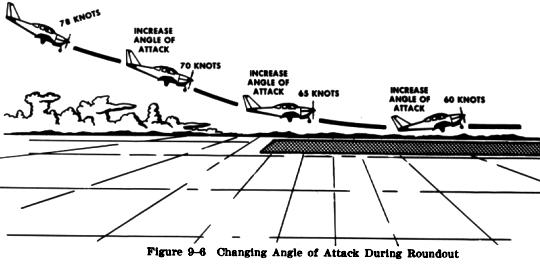 78 KNOTS
INCREASE
ANGLE OF
ATTACK
70 KNOTS
INCREASE
ANGLE OF
ATTACK
65 KNOTS
INCREASE
ANGLE OF
ATTACK
60 KNOTS
Figure 9–6 Changing Angle of Attack During Roundout